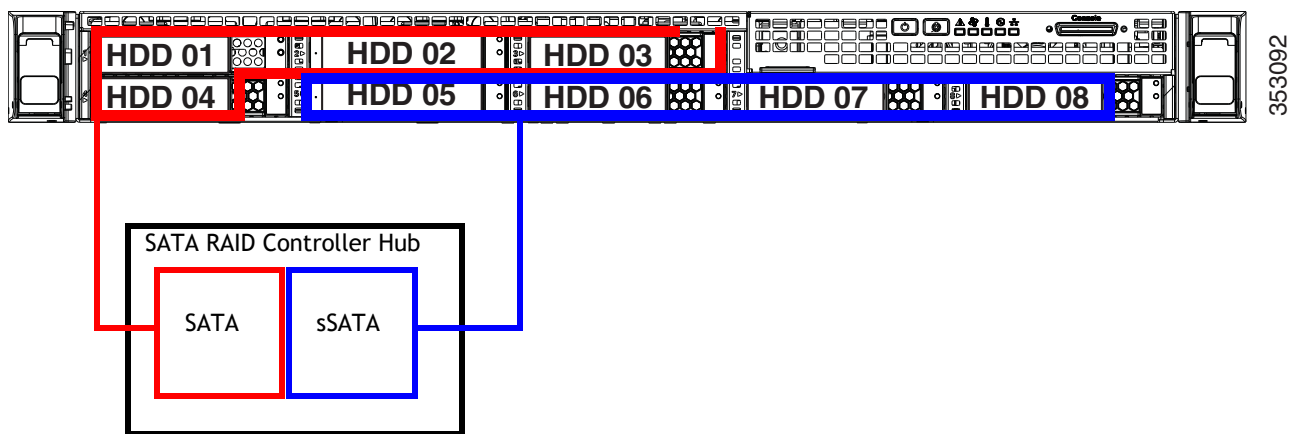 Console
HDD 01 HDD 02 HDD 03
HDD 04 HDD 05 HDD 06 HDD 07 HDD 08
353092
SATA RAID Controller Hub
SATA sSATA